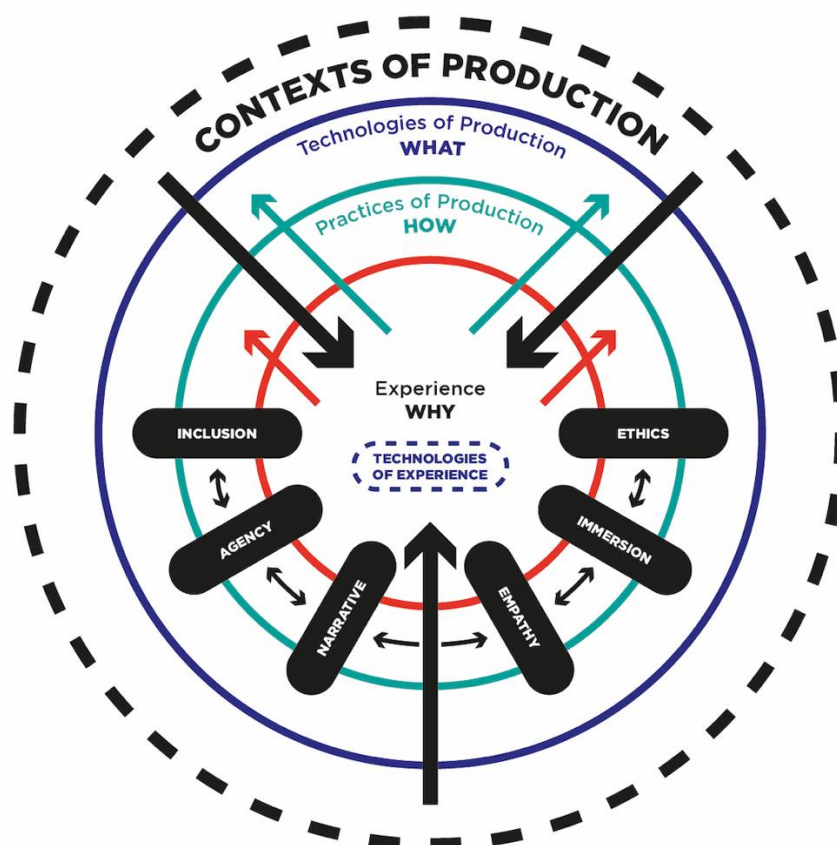 CONTEXTS OF PRODUCTION
Technologies of Production
WHAT
Practices of Production
HOW
Experience
WHY
TECHNOLOGIES
OF EXPERIENCE
INCLUSION
ETHICS
AGENCY
IMMERSION
NARRATIVE
EMPATHY